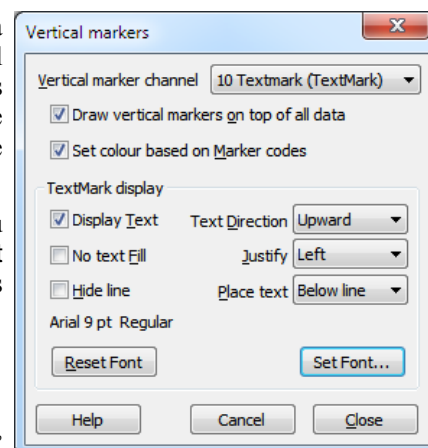 Vertical markers
Vertical marker channel 10 Textmark (TextMark)
Draw vertical markers on top of all data
Set colour based on Marker codes
TextMark display
Display Text Text Direction Upward
No text Fill Justify Left
Hide line Place text Below line
Arial 9 pt Regular
Reset Font Set Font...
Help Cancel Close